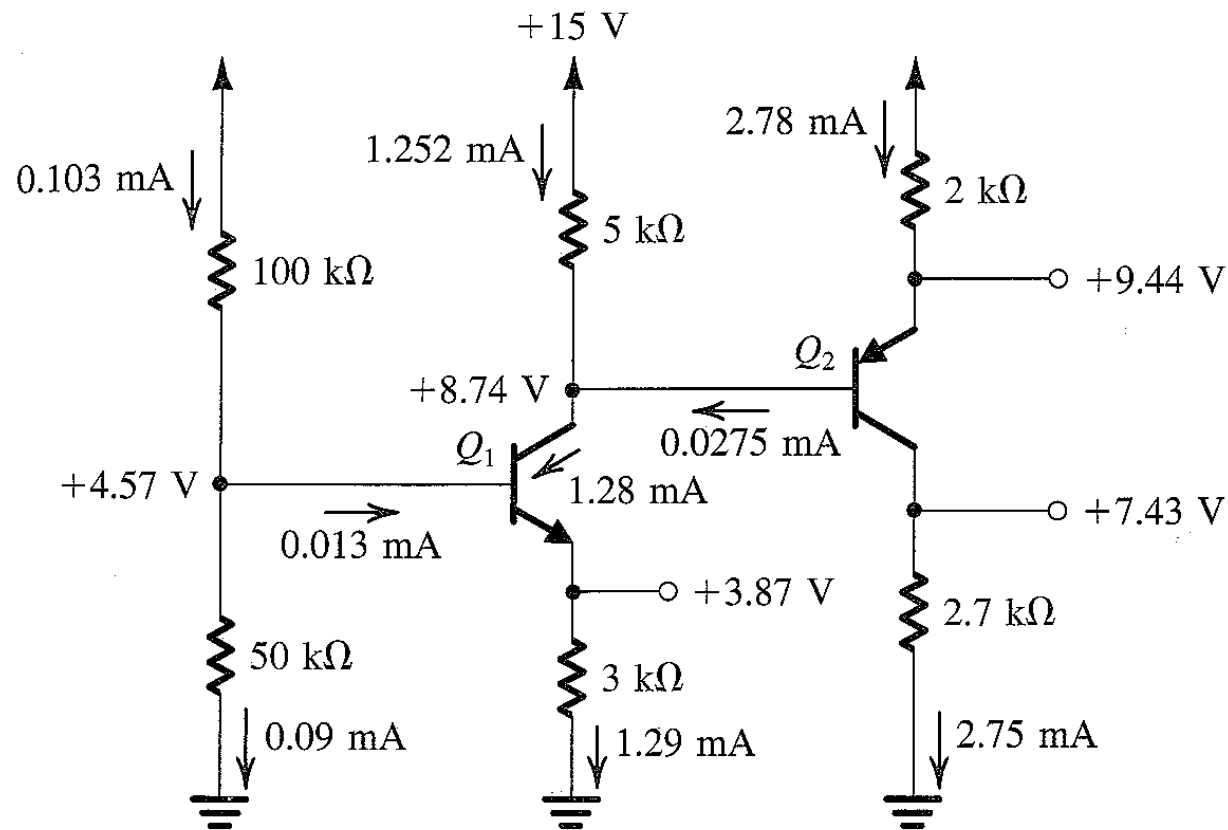 +15 V
2.78 mA
1.252 mA
0.103 mA
2 kΩ
5 kΩ
100 kΩ
+9.44 V
Q2
+8.74 V
0.0275 mA
Q1
+4.57 V
1.28 mA
+7.43 V
0.013 mA
+3.87 V
2.7 kΩ
50 kΩ
3 kΩ
0.09 mA
1.29 mA
2.75 mA